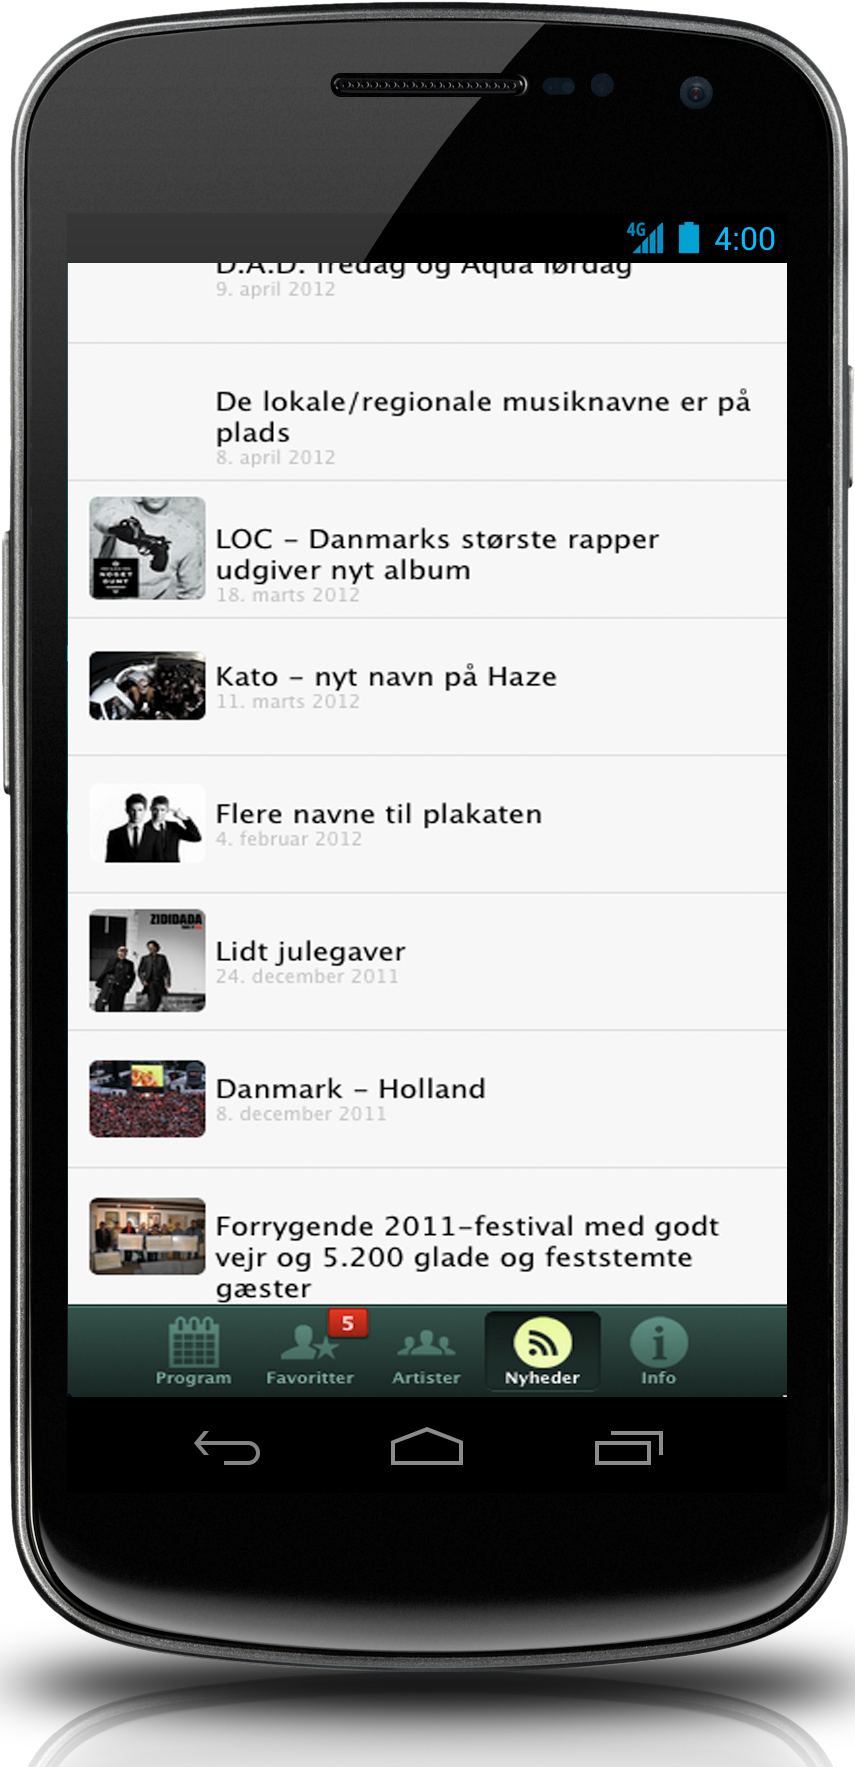 4G 4:00
D.A.D. fredag og Aqua lørdag
9. april 2012
De lokale/regionale musiknavne er på
plads
8. april 2012
NOGET
DUMT
LOC – Danmarks største rapper
udgiver nyt album
18. marts 2012
Kato – nyt navn på Haze
11. marts 2012
Flere navne til plakaten
4. februar 2012
ZIDIDADA
Lidt julegaver
24. december 2011
Danmark – Holland
8. december 2011
Forrygende 2011–festival med godt
vejr og 5.200 glade og feststemte
gæster
5
Program Favoritter Artister Nyheder Info